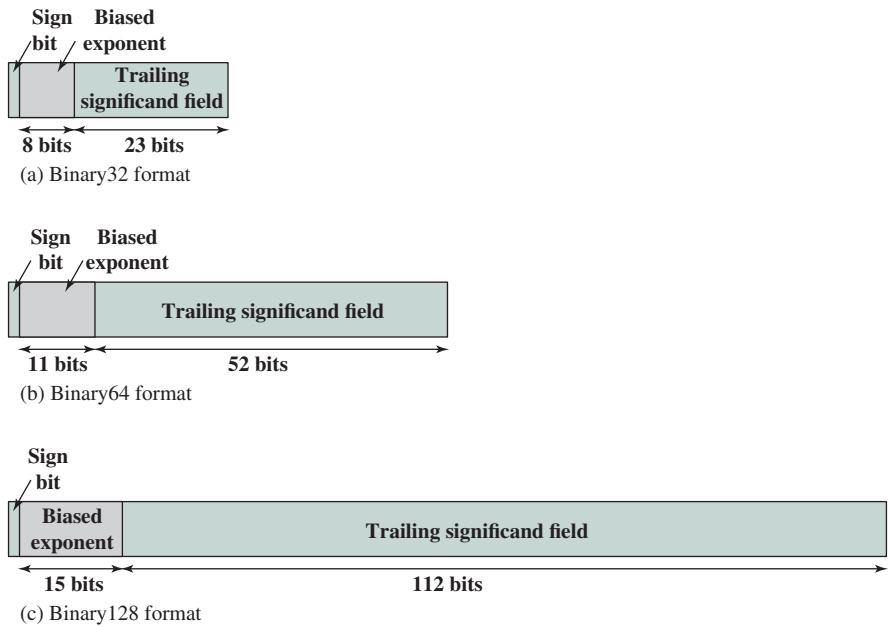 Sign bit
Biased exponent
Trailing significand field
8 bits
23 bits
(a) Binary32 format
Sign bit
Biased exponent
Trailing significand field
11 bits
52 bits
(b) Binary64 format
Sign bit
Biased exponent
Trailing significand field
15 bits
112 bits
(c) Binary128 format